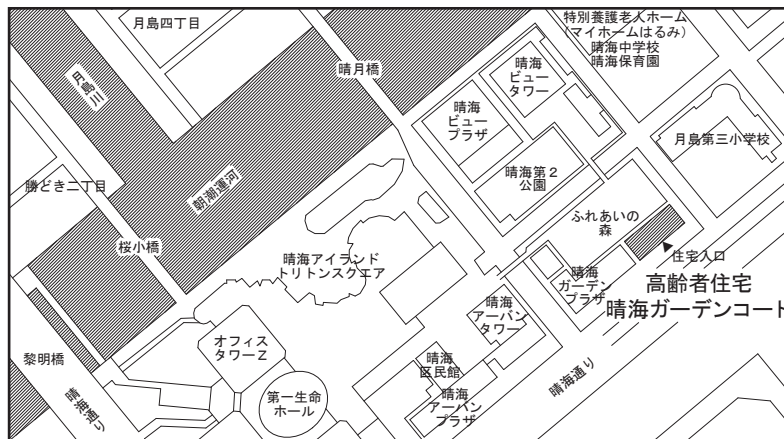 月島四丁目
特別養護老人ホーム
(マイホームはるみ)
晴海中学校
晴海保育園
月島川
晴月橋
晴海
ビュー
タワー
晴海
ビュー
プラザ
月島第三小学校
晴海第2
公園
勝どき二丁目
朝潮運河
ふれあいの
森
桜小橋
晴海アイランド
トリトンスクエア
住宅入口
高齢者住宅
晴海ガーデンコート
晴海
ガーデン
プラザ
晴海
アーバン
タワー
オフィス
タワーZ
黎明橋
晴海
区民館
晴海通り
晴海通り
第一生命
ホール
晴海
アーバン
プラザ